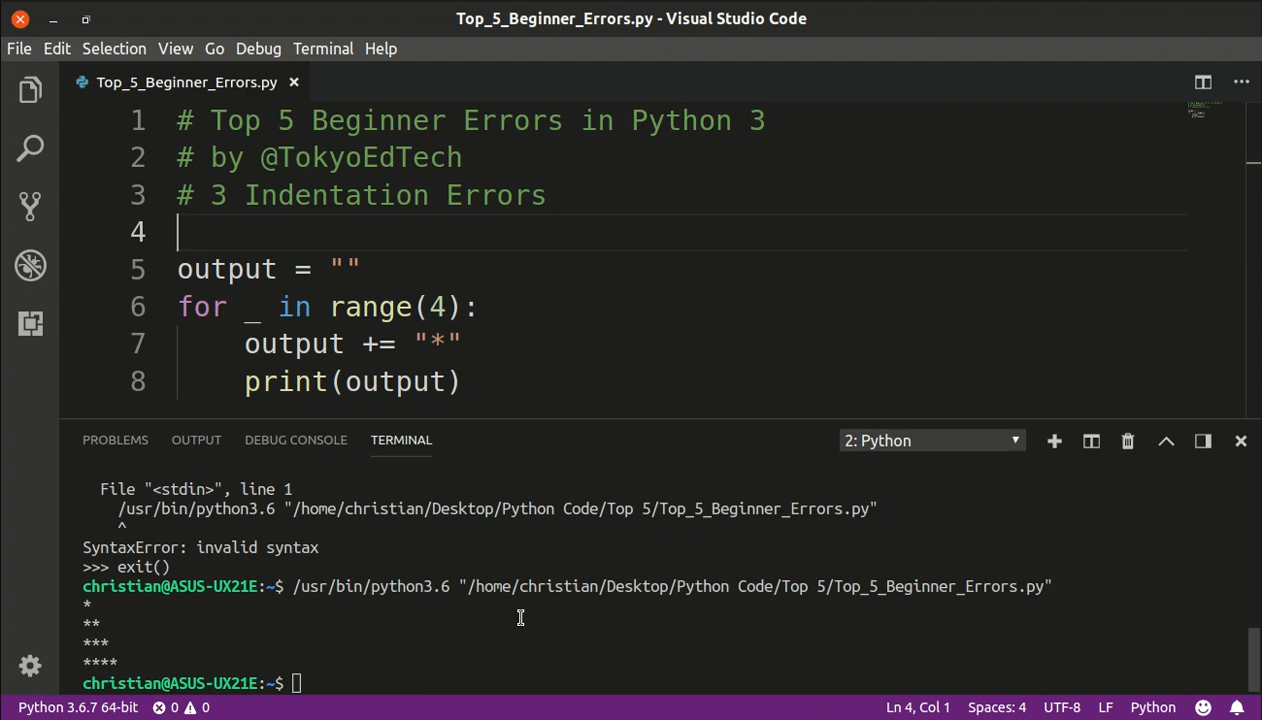 Top_5_Beginner_Errors.py - Visual Studio Code
File Edit Selection View Go Debug Terminal Help
Top_5_Beginner_Errors.py
1 # Top 5 Beginner Errors in Python 3
2 # by @TokyoEdTech
3 # 3 Indentation Errors
4
5 output = ""
6 for _ in range(4):
7     output += "*"
8     print(output)
PROBLEMS OUTPUT DEBUG CONSOLE TERMINAL 2: Python
File "<stdin>", line 1
/usr/bin/python3.6 "/home/christian/Desktop/Python Code/Top 5/Top_5_Beginner_Errors.py"
^
SyntaxError: invalid syntax
>>> exit()
christian@ASUS-UX21E:~$ /usr/bin/python3.6 "/home/christian/Desktop/Python Code/Top 5/Top_5_Beginner_Errors.py"
*
**
***
****
christian@ASUS-UX21E:~$
Python 3.6.7 64-bit 0 0 Ln 4, Col 1 Spaces: 4 UTF-8 LF Python